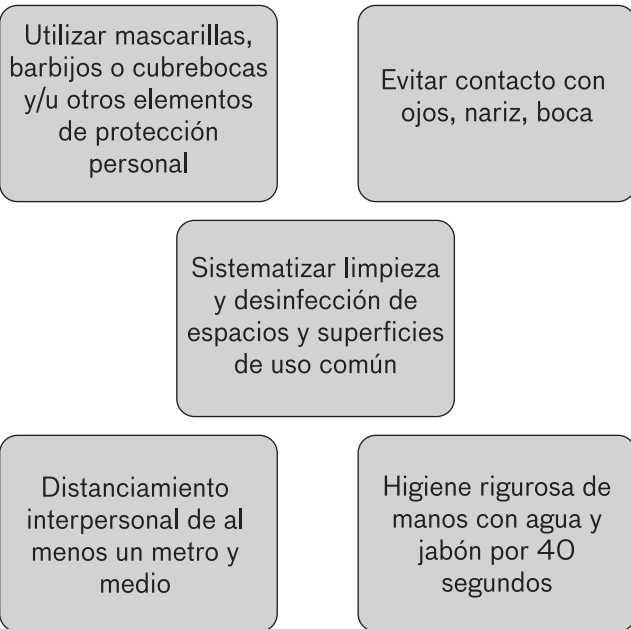 Utilizar mascarillas,
barbijos o cubrebocas
y/u otros elementos
de protección
personal
Evitar contacto con
ojos, nariz, boca
Sistematizar limpieza
y desinfección de
espacios y superficies
de uso común
Distanciamiento
interpersonal de al
menos un metro y
medio
Higiene rigurosa de
manos con agua y
jabón por 40
segundos